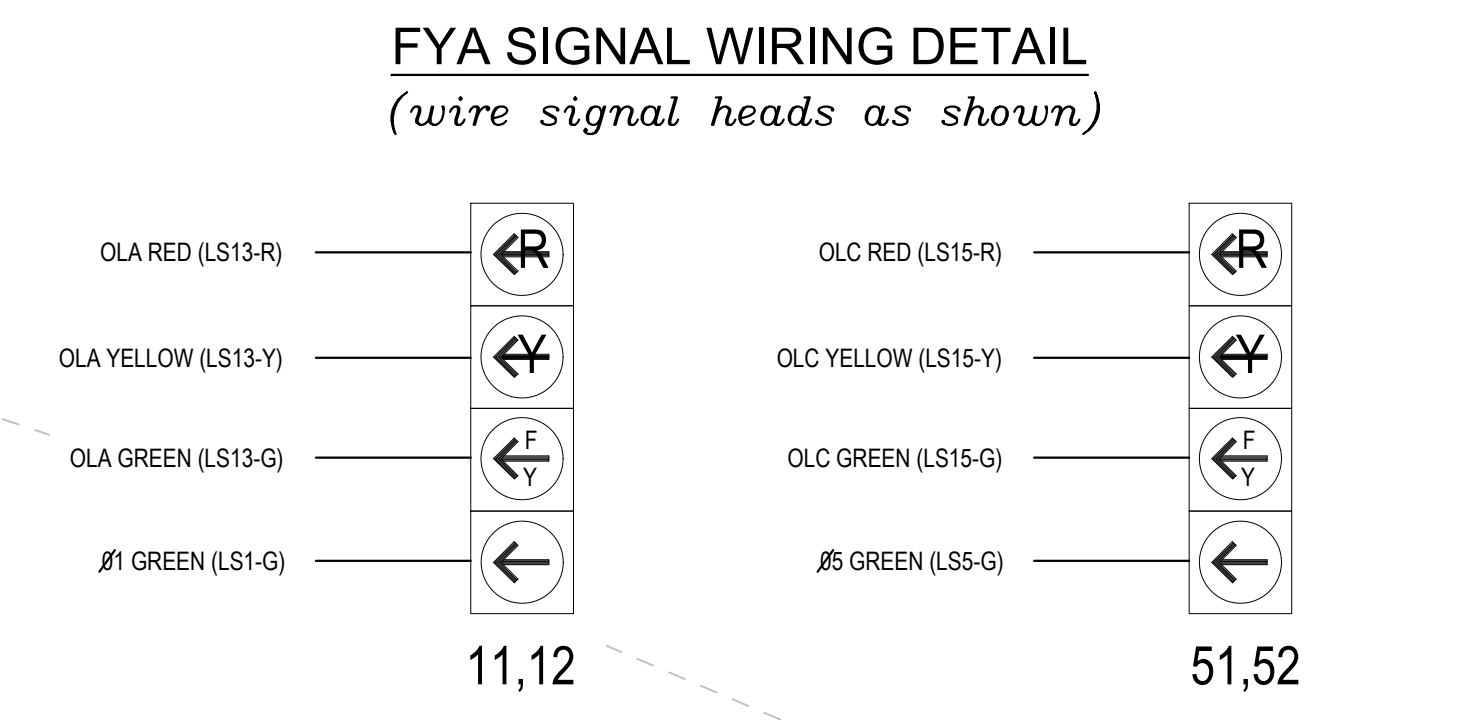 FYA SIGNAL WIRING DETAIL
(wire signal heads as shown)
OLA RED (LS13-R)
R
OLA YELLOW (LS13-Y)
Y
OLA GREEN (LS13-G)
F
Y
Ø1 GREEN (LS1-G)
11,12
OLC RED (LS15-R)
R
OLC YELLOW (LS15-Y)
Y
OLC GREEN (LS15-G)
F
Y
Ø5 GREEN (LS5-G)
51,52